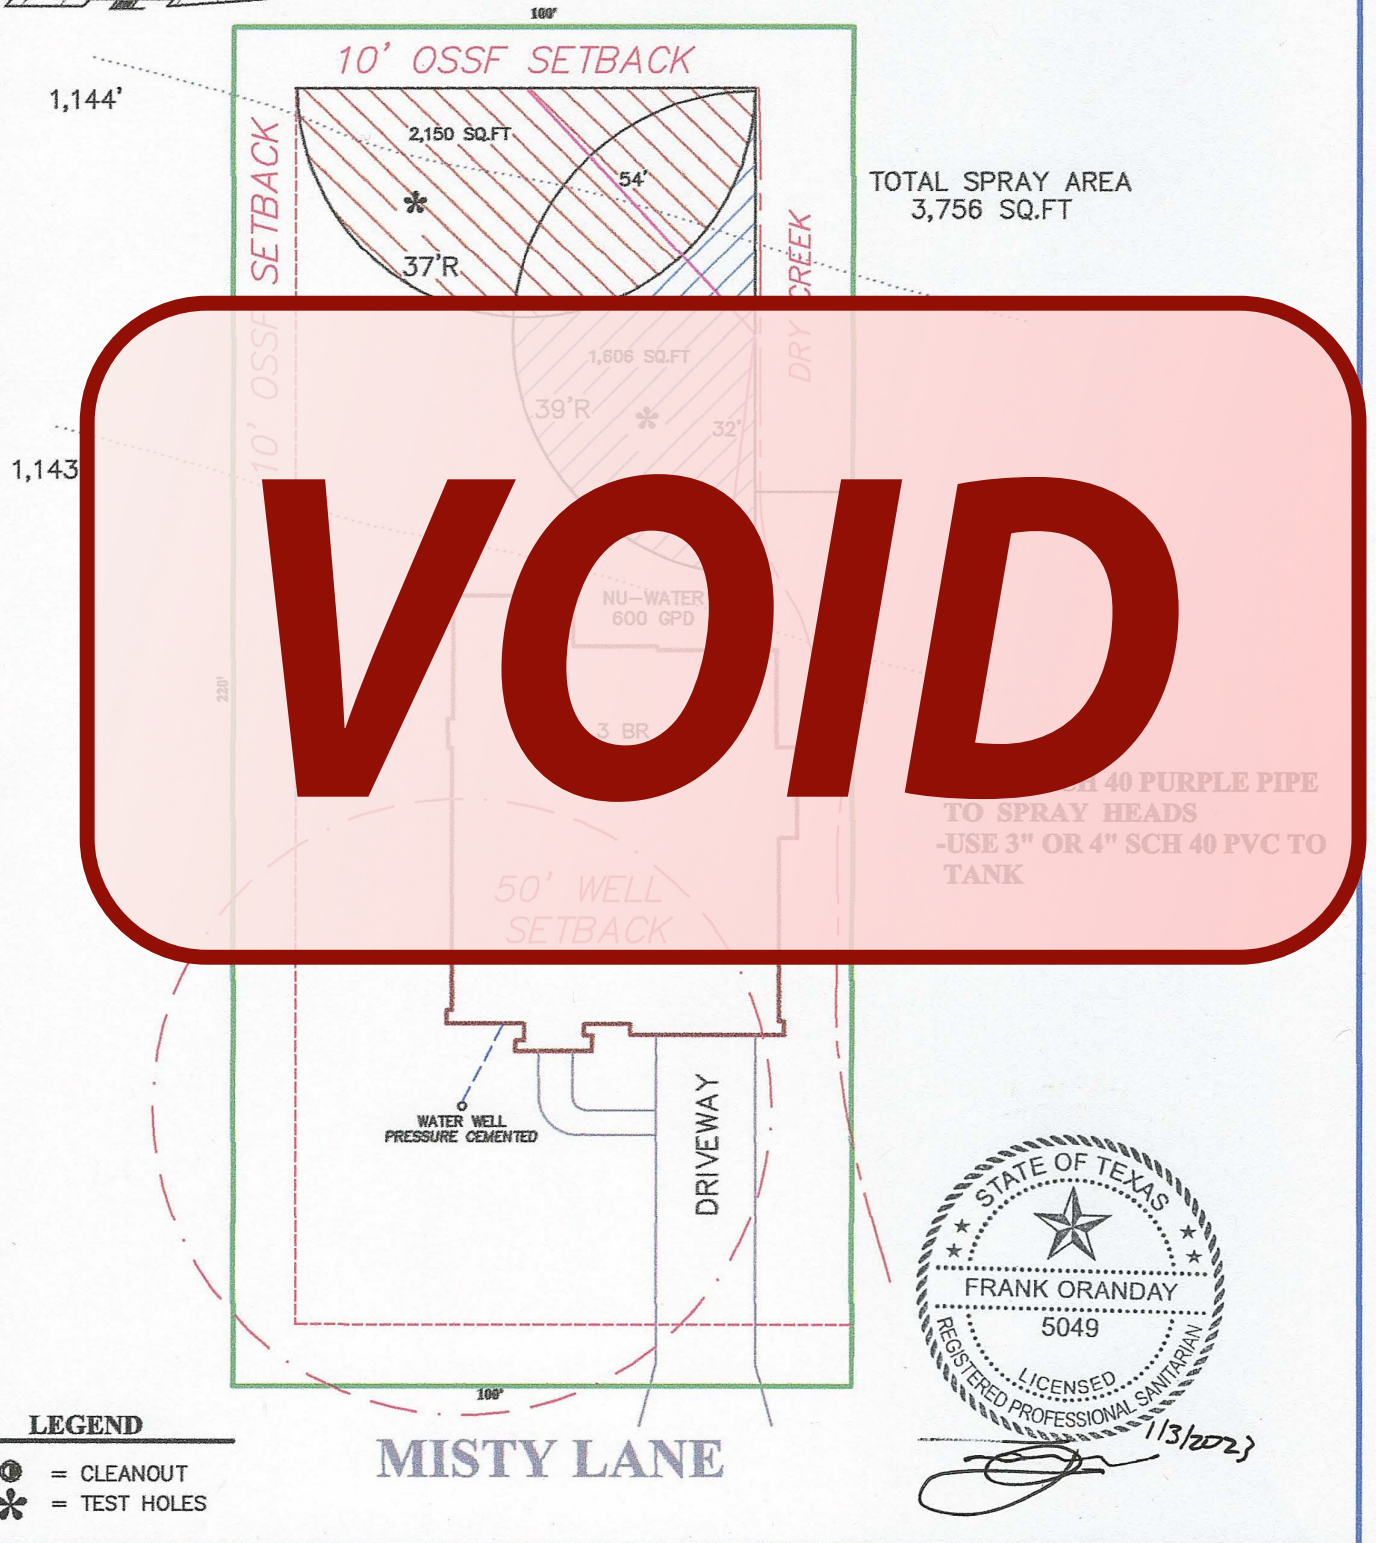 100'
10' OSSF SETBACK
1,144'
2,150 SQ.FT
54'
37'R
10' OSSF SETBACK
DRY CREEK
TOTAL SPRAY AREA
3,756 SQ.FT
1,606 SQ.FT
39'R
32'
1,143
VOID
NU-WATER
600 GPD
220'
3 BR
40 PURPLE PIPE
TO SPRAY HEADS
-USE 3" OR 4" SCH 40 PVC TO
TANK
50' WELL
SETBACK
WATER WELL
PRESSURE CEMENTED
DRIVEWAY
STATE OF TEXAS
FRANK ORANDAY
5049
LICENSED
REGISTERED PROFESSIONAL SANITARIAN
1/3/2023
100'
MISTY LANE
LEGEND
= CLEANOUT
= TEST HOLES